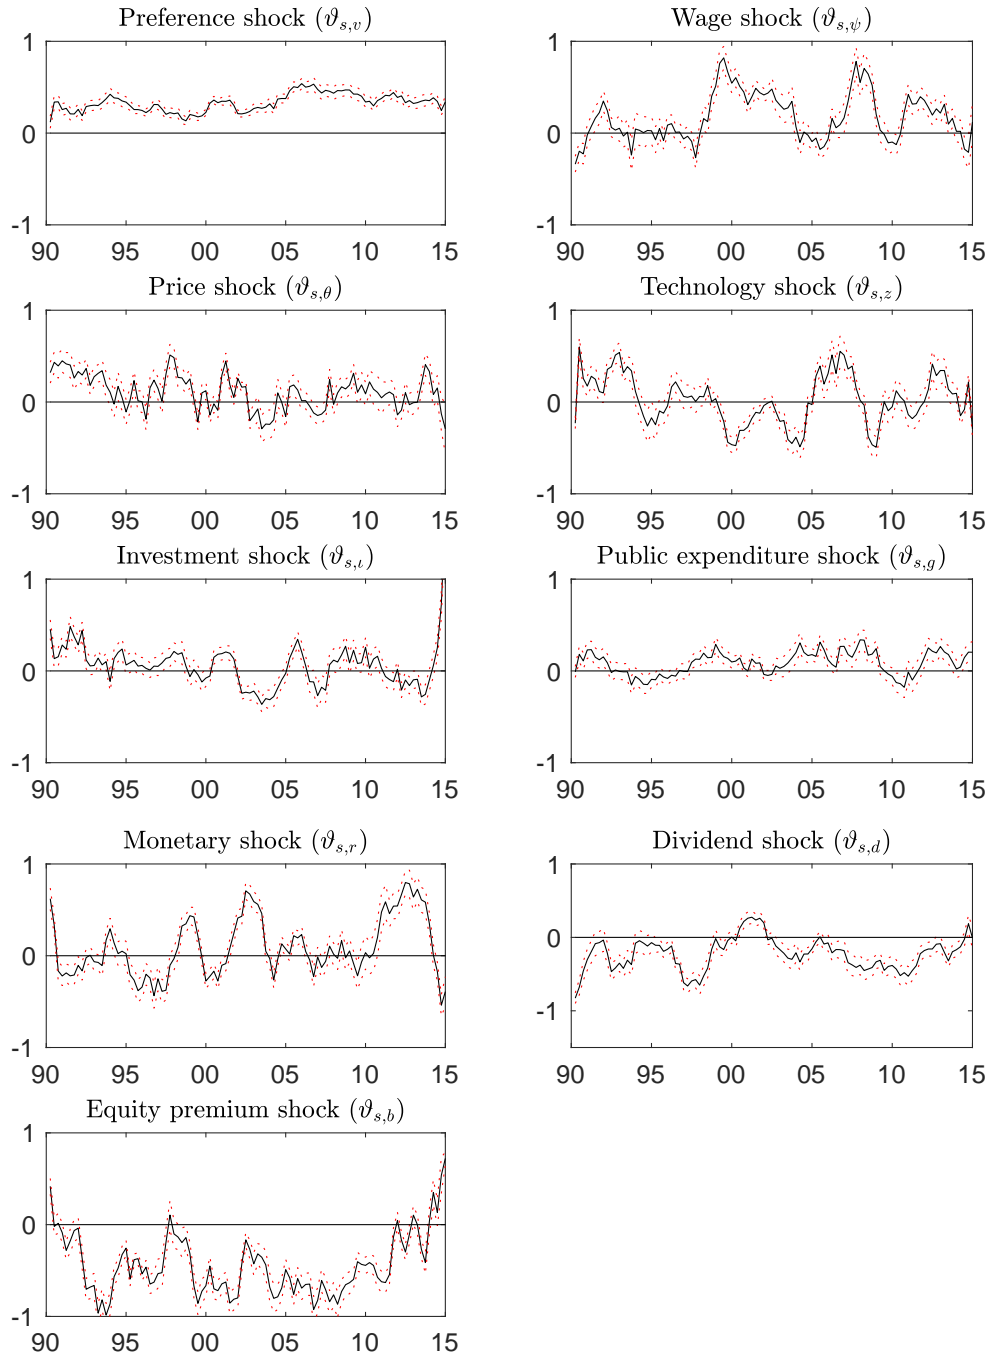 Preference shock (ϑs,v)
1
0
-1
90 95 00 05 10 15
Wage shock (ϑs,ψ)
1
0
-1
90 95 00 05 10 15
Price shock (ϑs,θ)
1
0
-1
90 95 00 05 10 15
Technology shock (ϑs,z)
1
0
-1
90 95 00 05 10 15
Investment shock (ϑs,ι)
1
0
-1
90 95 00 05 10 15
Public expenditure shock (ϑs,g)
1
0
-1
90 95 00 05 10 15
Monetary shock (ϑs,r)
1
0
-1
90 95 00 05 10 15
Dividend shock (ϑs,d)
0
-1
90 95 00 05 10 15
Equity premium shock (ϑs,b)
1
0
-1
90 95 00 05 10 15